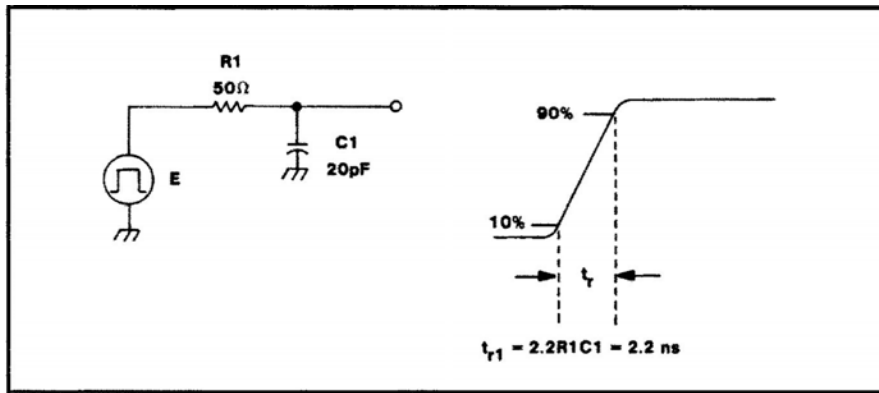 R1
50Ω
C1
20pF
E
90%
10%
tr
tr1 = 2.2R1C1 = 2.2 ns